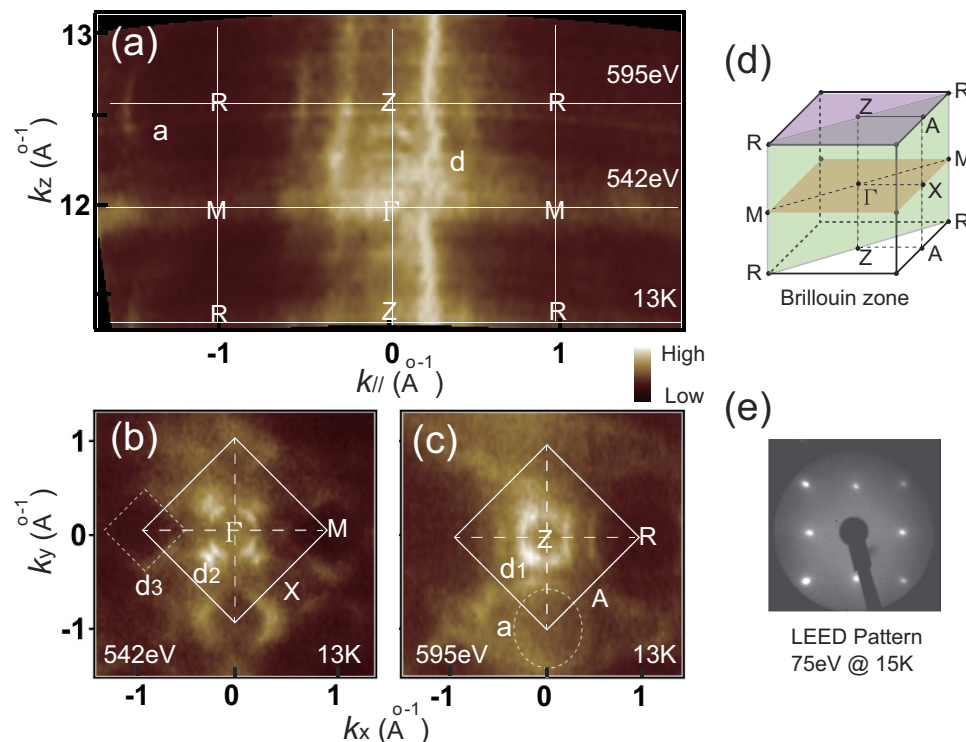 (a)
13
595eV
R Z R
a
d
542eV
12
M Γ M
13K
R Z R
kz (Å-1)
-1 0 1
k// (Å-1)
High
Low
(d)
Z R
R A
M
Γ X
M
R
Z A
R
Brillouin zone
(b)
1
0
-1
ky (Å-1)
Γ M
d3 d2
X
542eV 13K
-1 0 1
(c)
Z R
d1
A
a
595eV 13K
-1 0 1
kx (Å-1)
(e)
LEED Pattern
75eV @ 15K